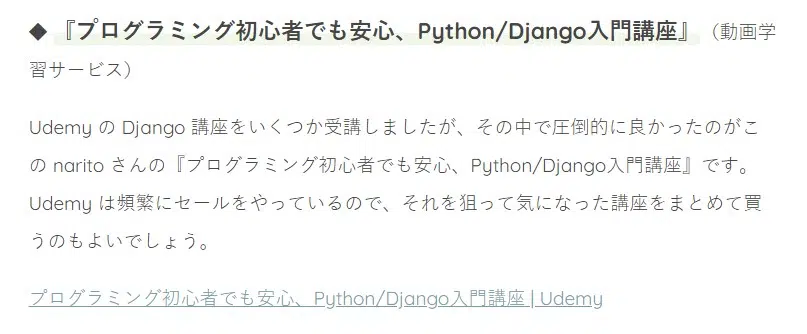 ◆ 『プログラミング初心者でも安心、Python/Django入門講座』（動画学
習サービス）
Udemy の Django 講座をいくつか受講しましたが、その中で圧倒的に良かったのがこ
の narito さんの『プログラミング初心者でも安心、Python/Django入門講座』です。
Udemy は頻繁にセールをやっているので、それを狙って気になった講座をまとめて買
うのもよいでしょう。
プログラミング初心者でも安心、Python/Django入門講座 | Udemy